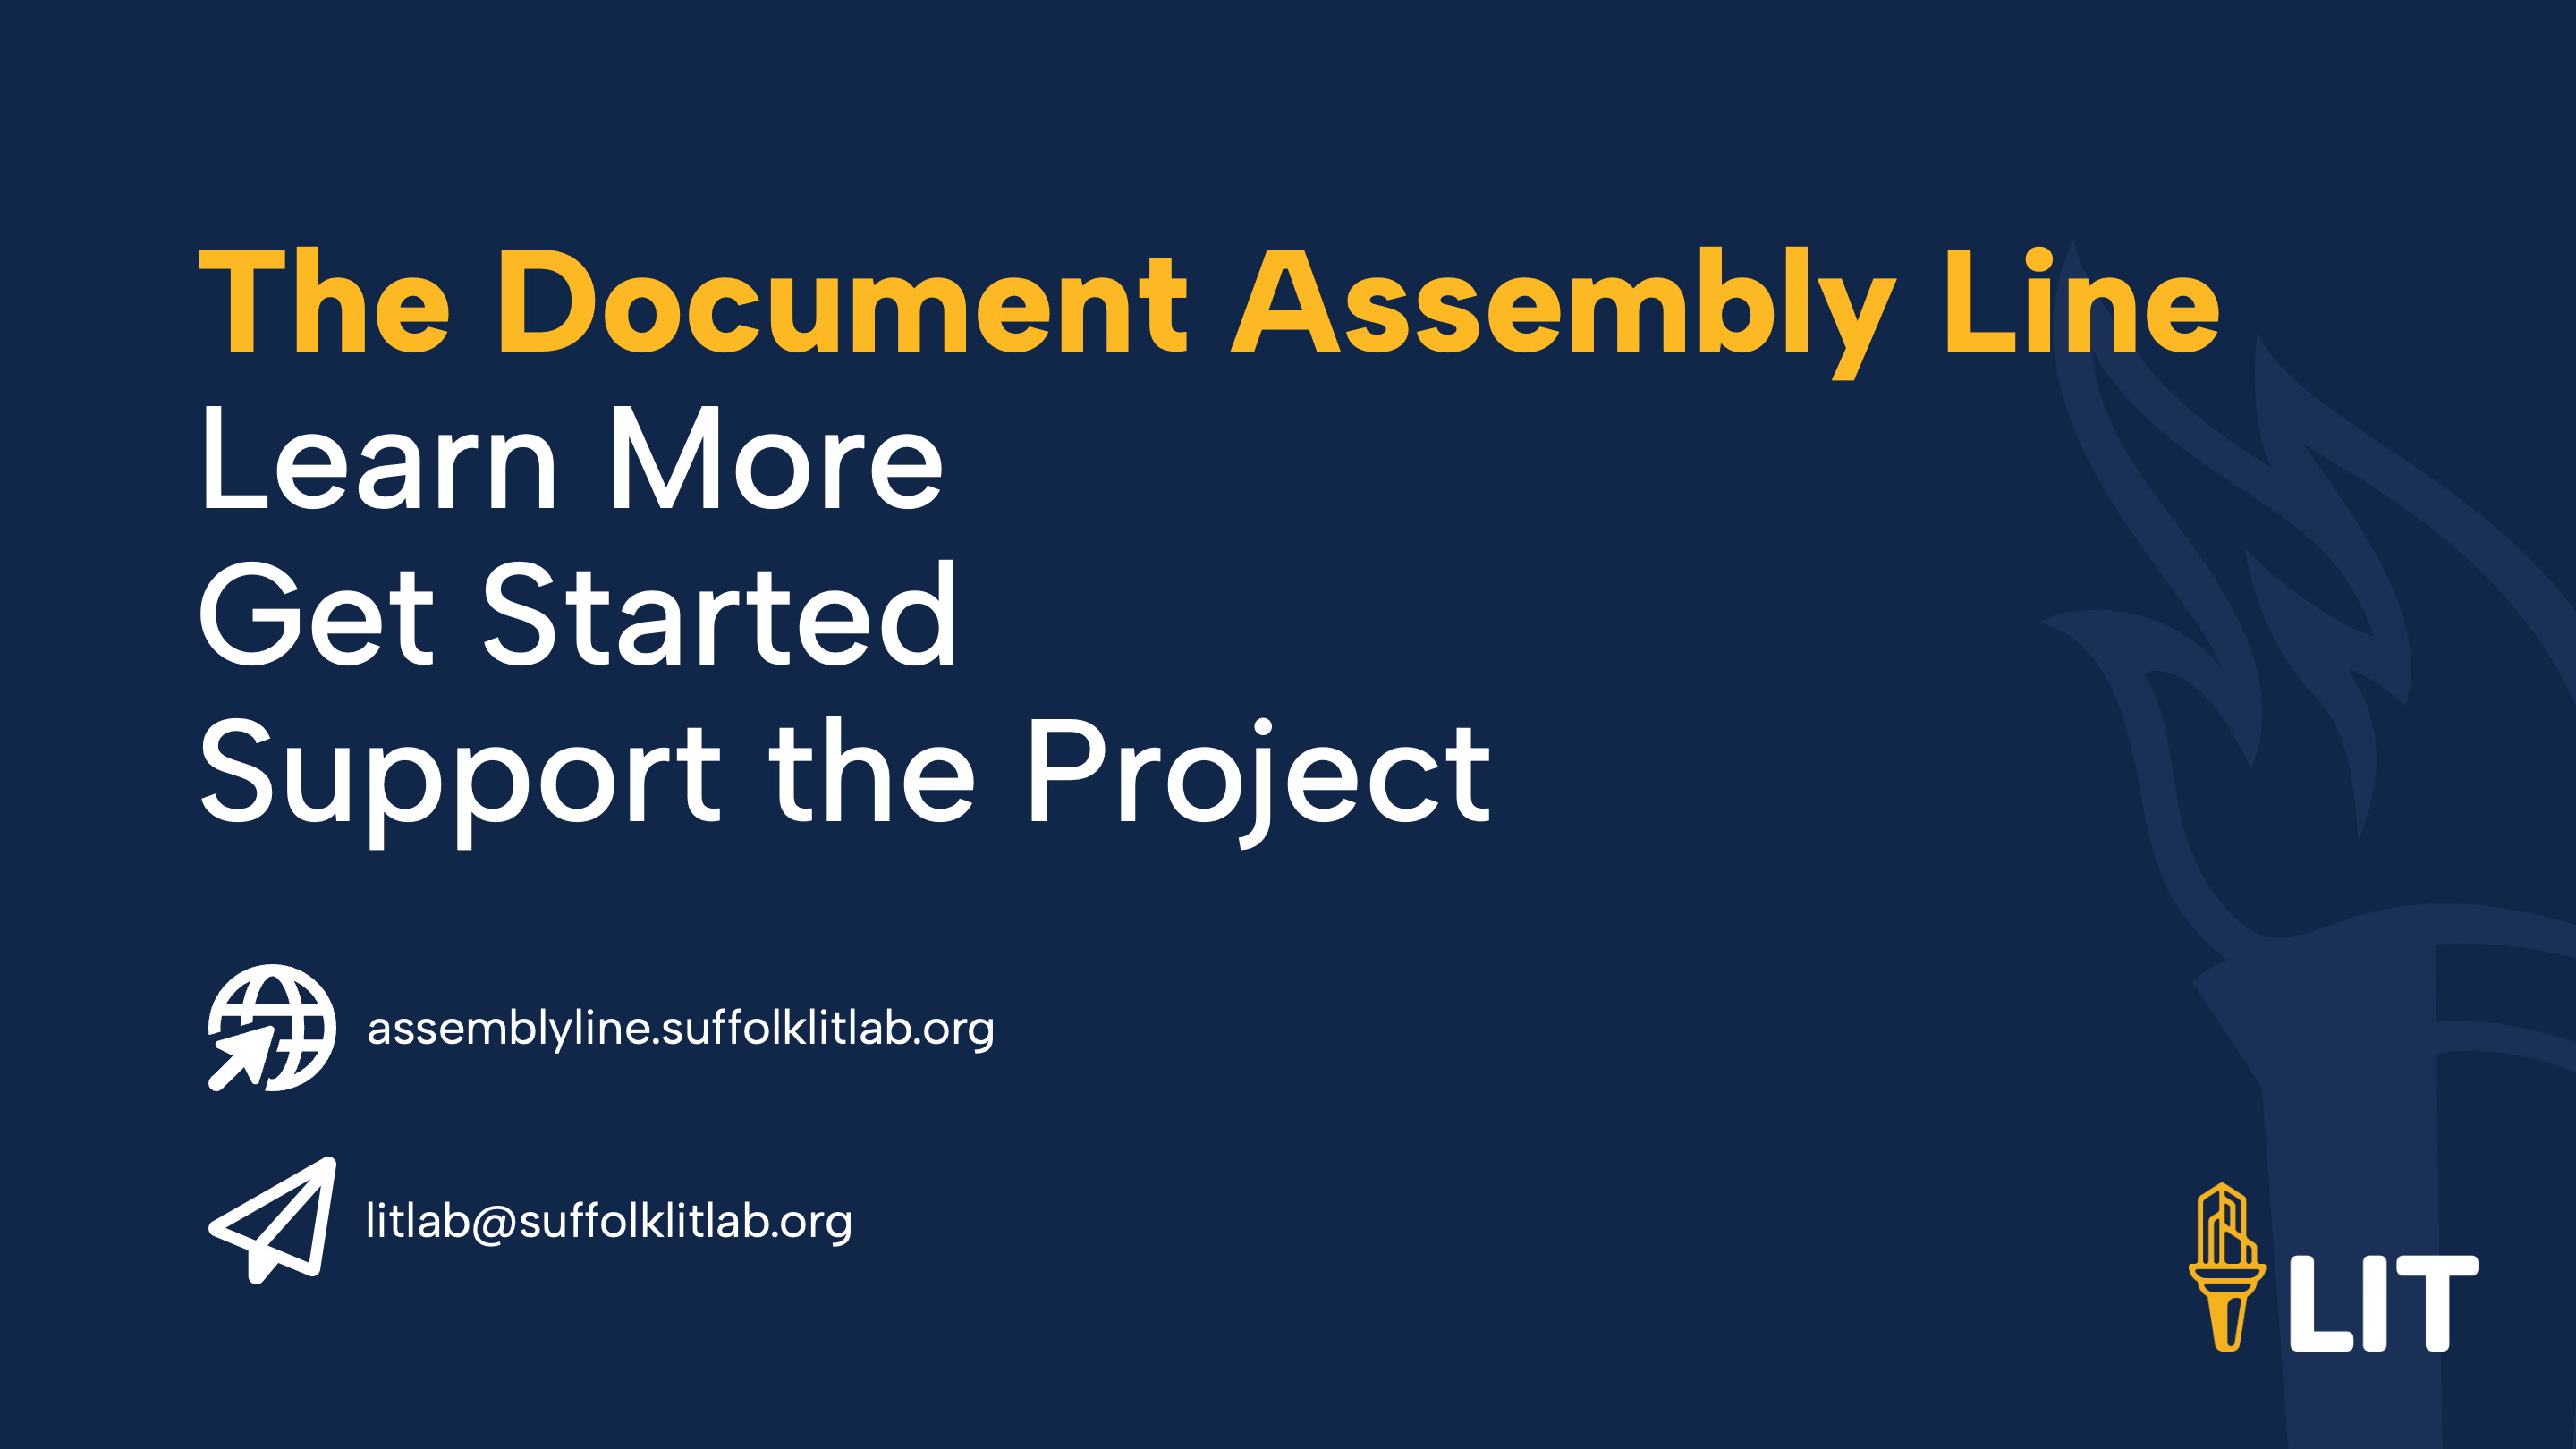 The Document Assembly Line
Learn More
Get Started
Support the Project
assemblyline.suffolklitlab.org
litlab@suffolklitlab.org
LIT